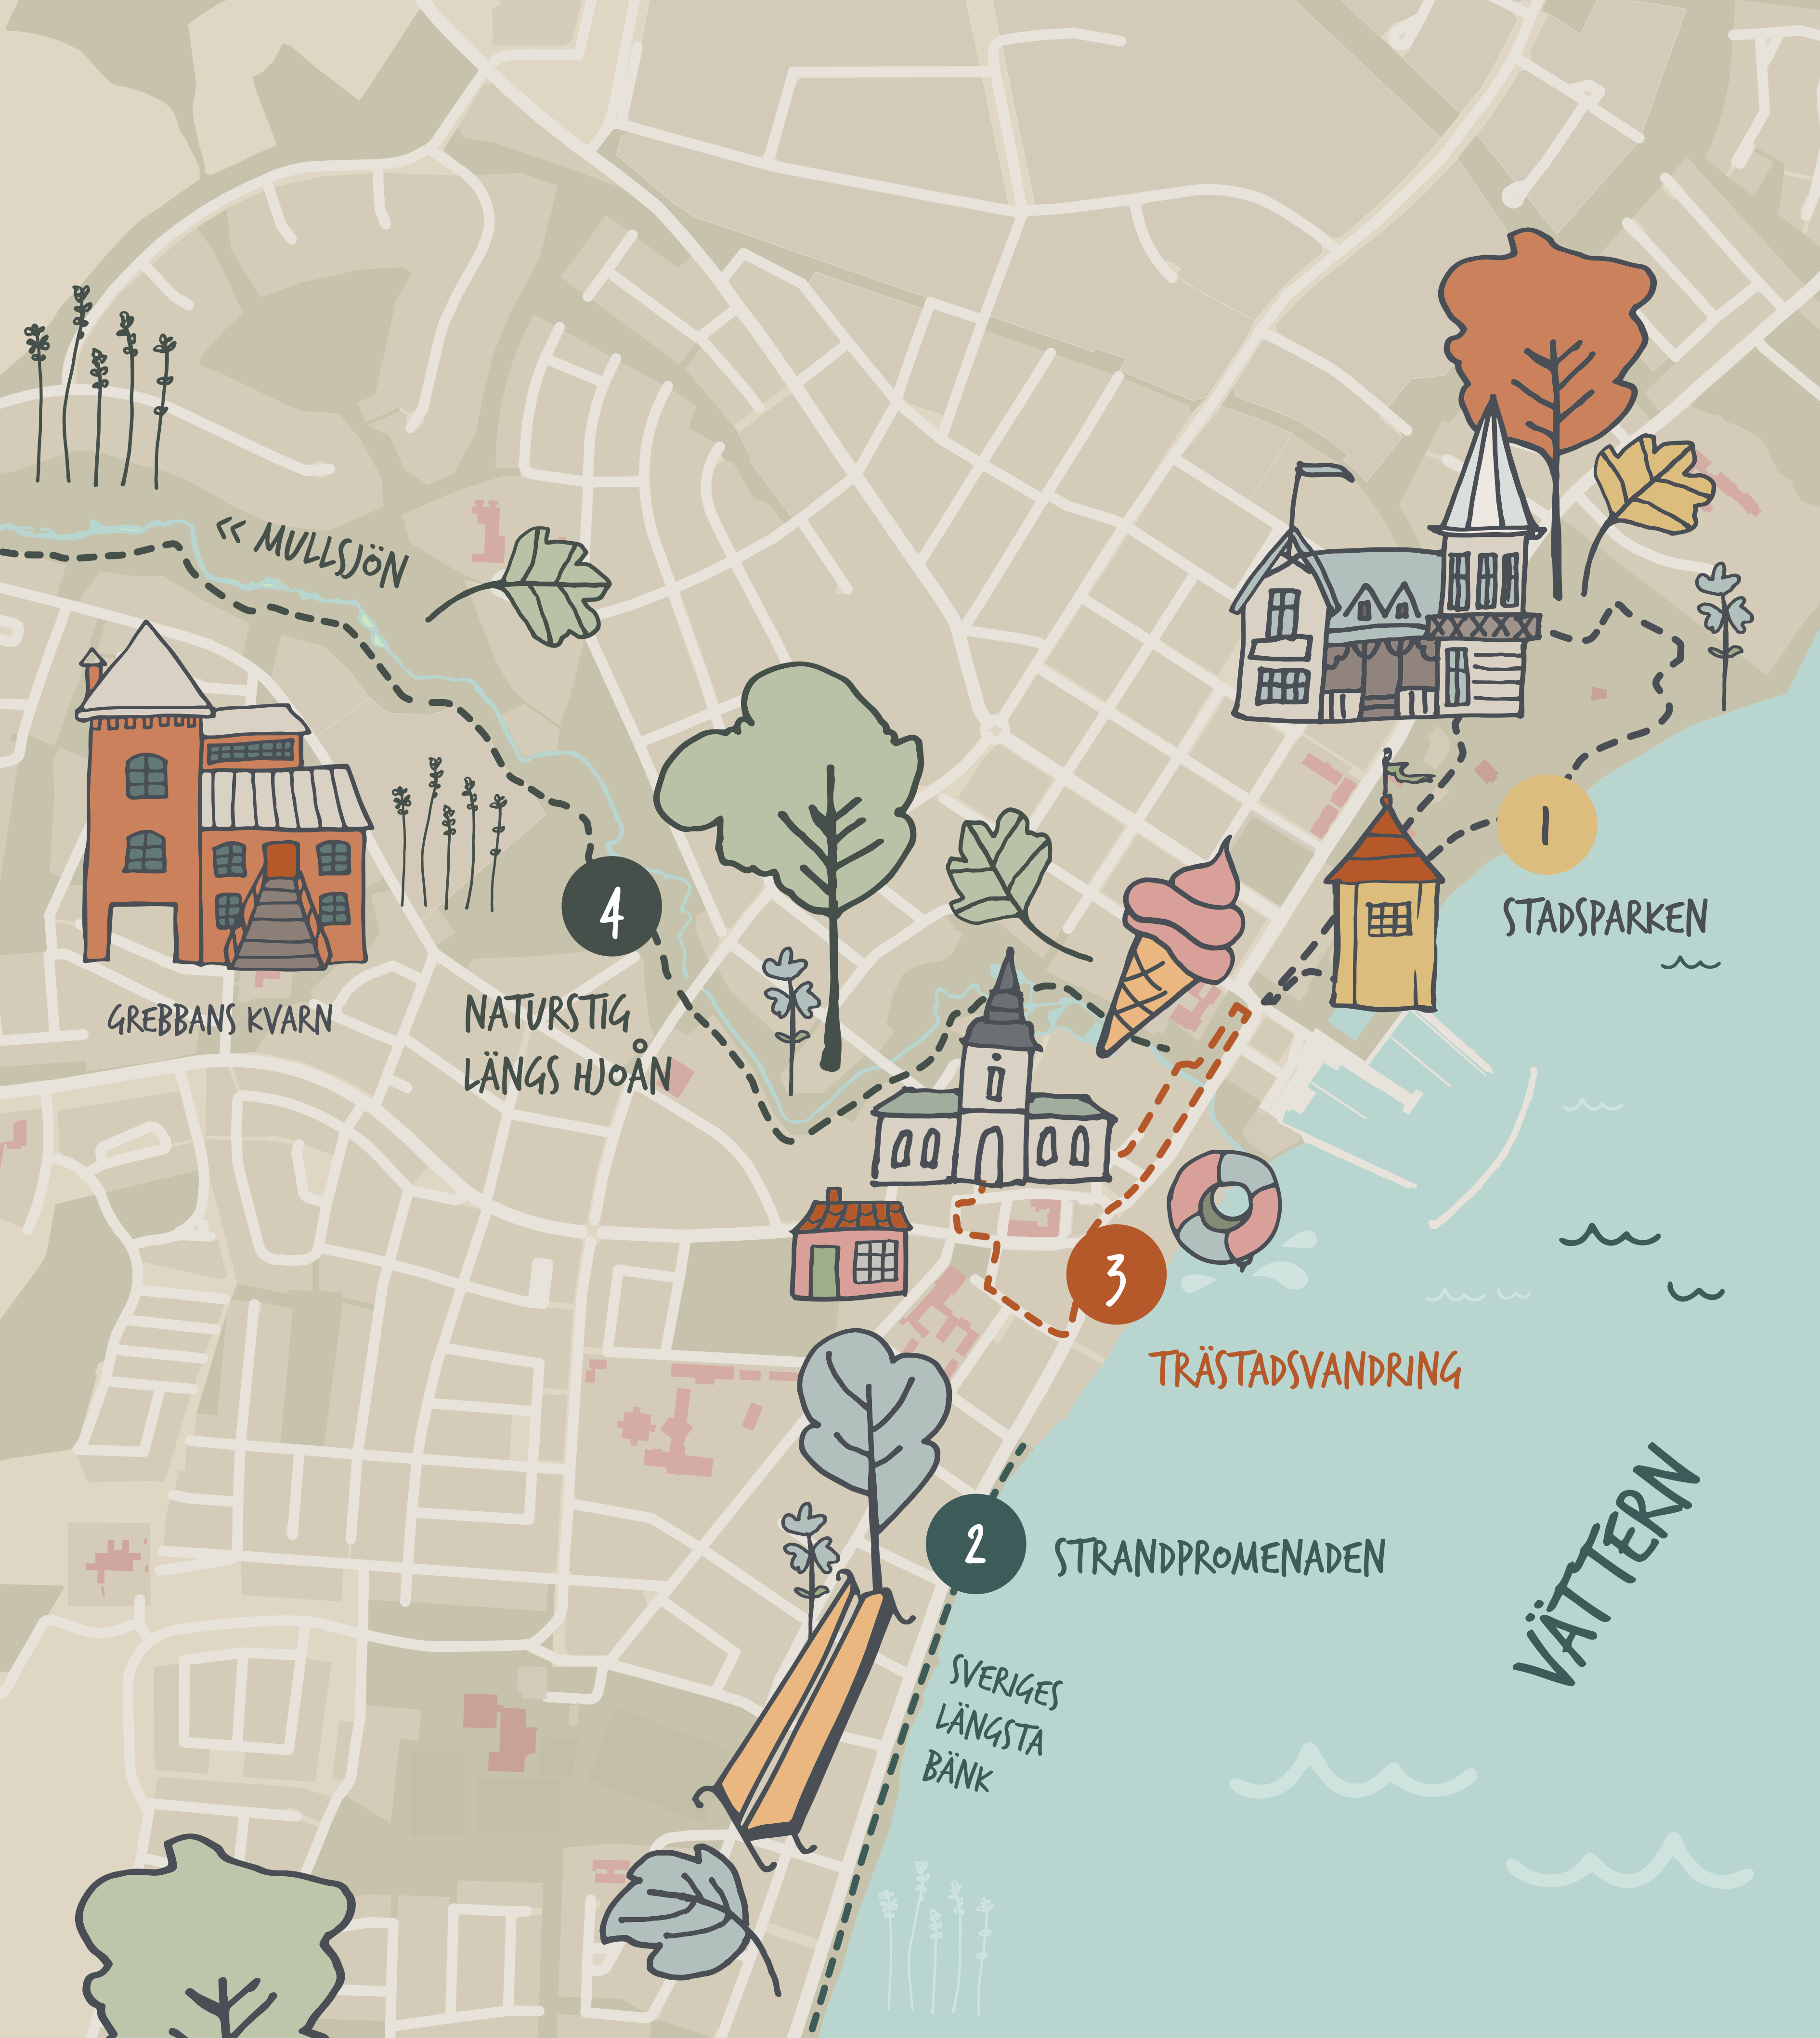 << MULLSJÖN
1
STADSPARKEN
4
GREBBANS KVARN
NATURSTIG
LÄNGS HJOÅN
3
TRÄSTADSVANDRING
2
STRANDPROMENADEN
VÄTTERN
SVERIGES
LÄNGSTA
BÄNK